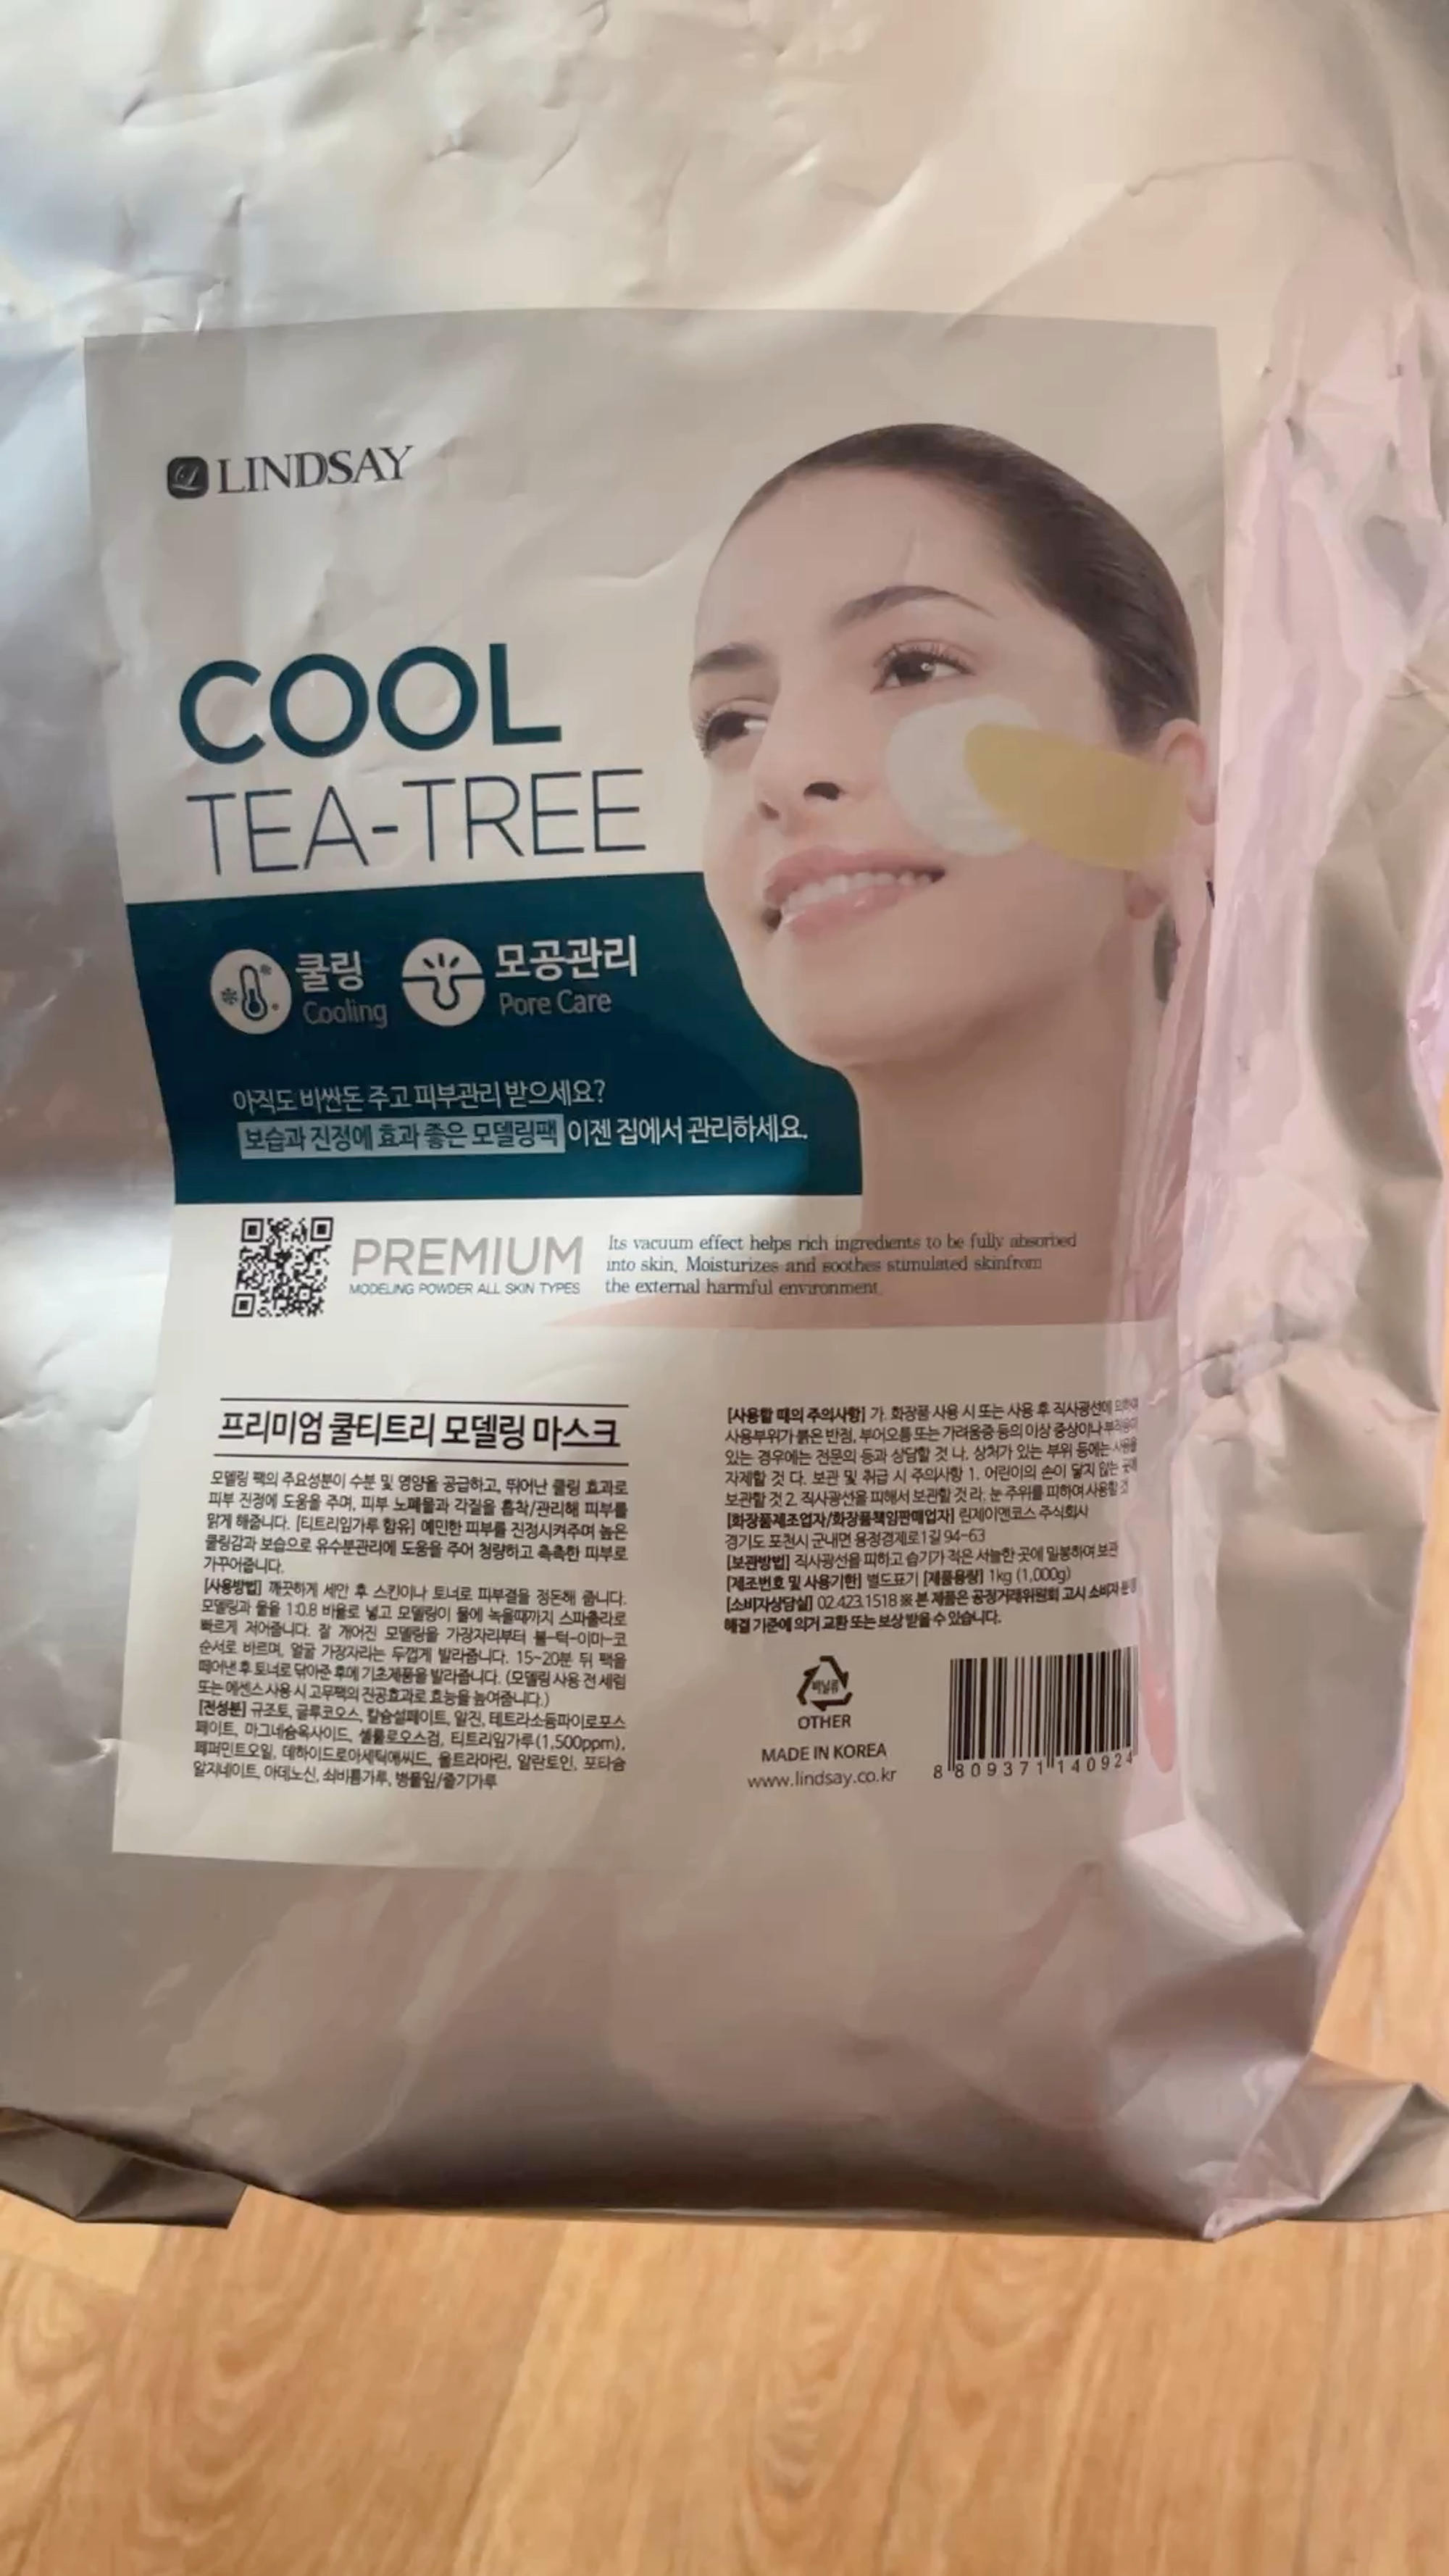 LINDSAY
COOL
TEA-TREE
쿨링
Cooling
모공관리
Pore Care
아직도 비싼돈 주고 피부관리 받으세요?
보습과 진정에 효과 좋은 모델링팩 이젠 집에서 관리하세요.
PREMIUM
MODELING POWDER ALL SKIN TYPES
Its vacuum effect helps rich ingredients to be fully absorbed
into skin, Moisturizes and soothes stimulated skinfrom
the external harmful environment.
프리미엄 쿨티트리 모델링 마스크
모델링 팩의 주요성분이 수분 및 영양을 공급하고, 뛰어난 쿨링 효과로
피부 진정에 도움을 주며, 피부 노폐물과 각질을 흡착/관리해 피부를
맑게 해줍니다. [티트리잎가루 함유] 예민한 피부를 진정시켜주며 높은
쿨링감과 보습으로 유수분관리에 도움을 주어 청량하고 촉촉한 피부로
가꾸어줍니다.
[사용방법] 깨끗하게 세안 후 스킨이나 토너로 피부결을 정돈해 줍니다.
모델링과 물을 1:0.8 비율로 넣고 모델링이 물에 녹을때까지 스파출라로
빠르게 저어줍니다. 잘 개어진 모델링을 가장자리부터 볼-턱-이마-코
순서로 바르며, 얼굴 가장자리는 두껍게 발라줍니다. 15~20분 뒤 팩을
떼어낸 후 토너로 닦아준 후에 기초제품을 발라줍니다. (모델링 사용 전 세럼
또는 에센스 사용 시 고무팩의 진공효과로 효능을 높여줍니다.)
[전성분] 규조토, 글루코오스, 칼슘설페이트, 알진, 테트라소듐파이로포스
페이트, 마그네슘옥사이드, 셀룰로오스검, 티트리잎가루(1,500ppm),
페퍼민트오일, 데하이드로아세틱애씨드, 울트라마린, 알란토인, 포타슘
알지네이트, 아데노신, 쇠비름가루, 병풀잎/줄기가루
[사용할 때의 주의사항] 가. 화장품 사용 시 또는 사용 후 직사광선에 의하여
사용부위가 붉은 반점, 부어오름 또는 가려움증 등의 이상 증상이나 부작용이
있는 경우에는 전문의 등과 상담할 것 나. 상처가 있는 부위 등에는 사용을
자제할 것 다. 보관 및 취급 시 주의사항 1. 어린이의 손이 닿지 않는 곳에
보관할 것 2. 직사광선을 피해서 보관할 것 라. 눈 주위를 피하여 사용할 것
[화장품제조업자/화장품책임판매업자] 린제이앤코스 주식회사
경기도 포천시 군내면 용정경제로1길 94-63
[보관방법] 직사광선을 피하고 습기가 적은 서늘한 곳에 밀봉하여 보관
[제조번호 및 사용기한] 별도표기 [제품용량] 1kg (1,000g)
[소비자상담실] 02.423.1518 ※ 본 제품은 공정거래위원회 고시 소비자 분쟁
해결 기준에 의거 교환 또는 보상 받을 수 있습니다.
비닐류
OTHER
MADE IN KOREA
www.lindsay.co.kr
8 809371 140924